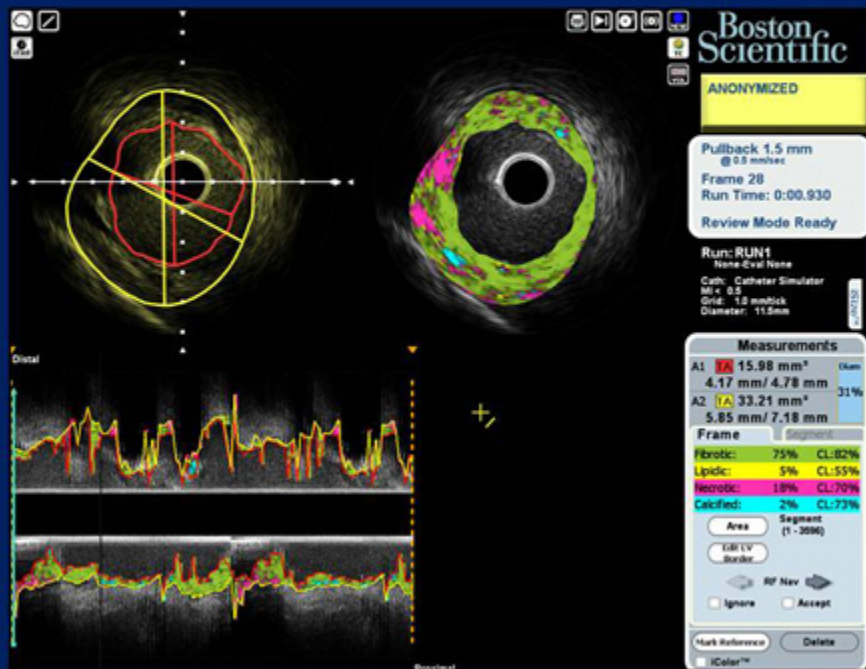 Boston
Scientific
ANONYMIZED
Pullback 1.5 mm
@ 0.5 mm/sec
Frame 28
Run Time: 0:00.930
Review Mode Ready
Run: RUN1
None-Eval None
Cath: Catheter Simulator
MI < 0.5
Grid: 1.0 mm/tick
Diameter: 11.5mm
Distal
Measurements
A1 TA 15.98 mm² Diam
4.17 mm/ 4.78 mm 31%
A2 TA 33.21 mm²
5.85 mm/ 7.18 mm
Frame Segment
Fibrotic: 75% CL:82%
Lipidic: 5% CL:55%
Necrotic: 18% CL:70%
Calcified: 2% CL:73%
Area Segment
(1 - 3696)
Edit LV
Border
RF Nav
Ignore Accept
Mark Reference Delete
iColor™
Proximal